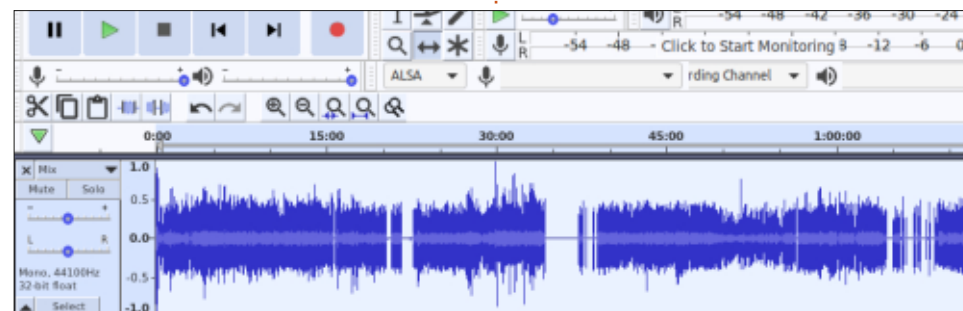 R -54 -48 -42 -36 -30 -24
L
R -54 -48 - Click to Start Monitoring 8 -12 -6 0
ALSA rding Channel
0:00 15:00 30:00 45:00 1:00:00
X Mix 1.0
Mute Solo
0.5
- +
0.0
L R
Mono, 44100Hz
32-bit float
-0.5
Select
-1.0